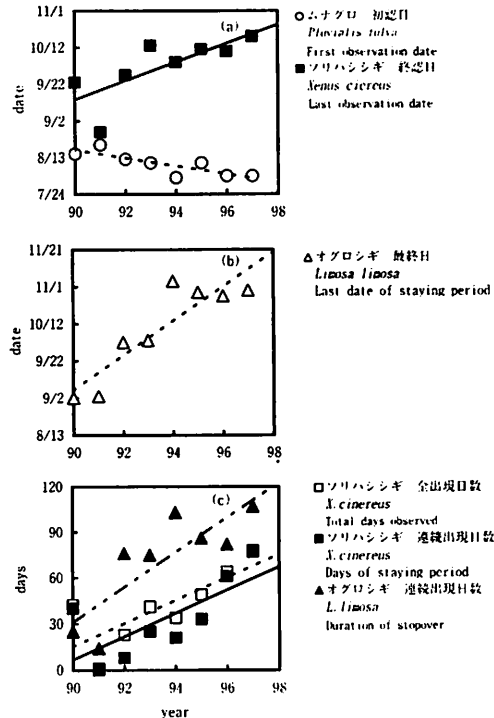 (a)
11/1
10/12
9/22
9/2
8/13
7/24
date
90
92
94
96
98
ムナグロ 初認日
Pluvialis fulva
First observation date
ソリハシシギ 終認日
Xenus ciereus
Last observation date
(b)
11/21
11/1
10/12
9/22
9/2
8/13
date
90
92
94
96
98
オグロシギ 最終日
Limosa limosa
Last date of staying period
(c)
120
90
60
30
0
days
90
92
94
96
98
year
ソリハシシギ 全出現日数
X.cinereus
Total days observed
ソリハシシギ 連続出現日数
X.cinereus
Days of staying period
オグロシギ 連続出現日数
L.limosa
Duration of stopover